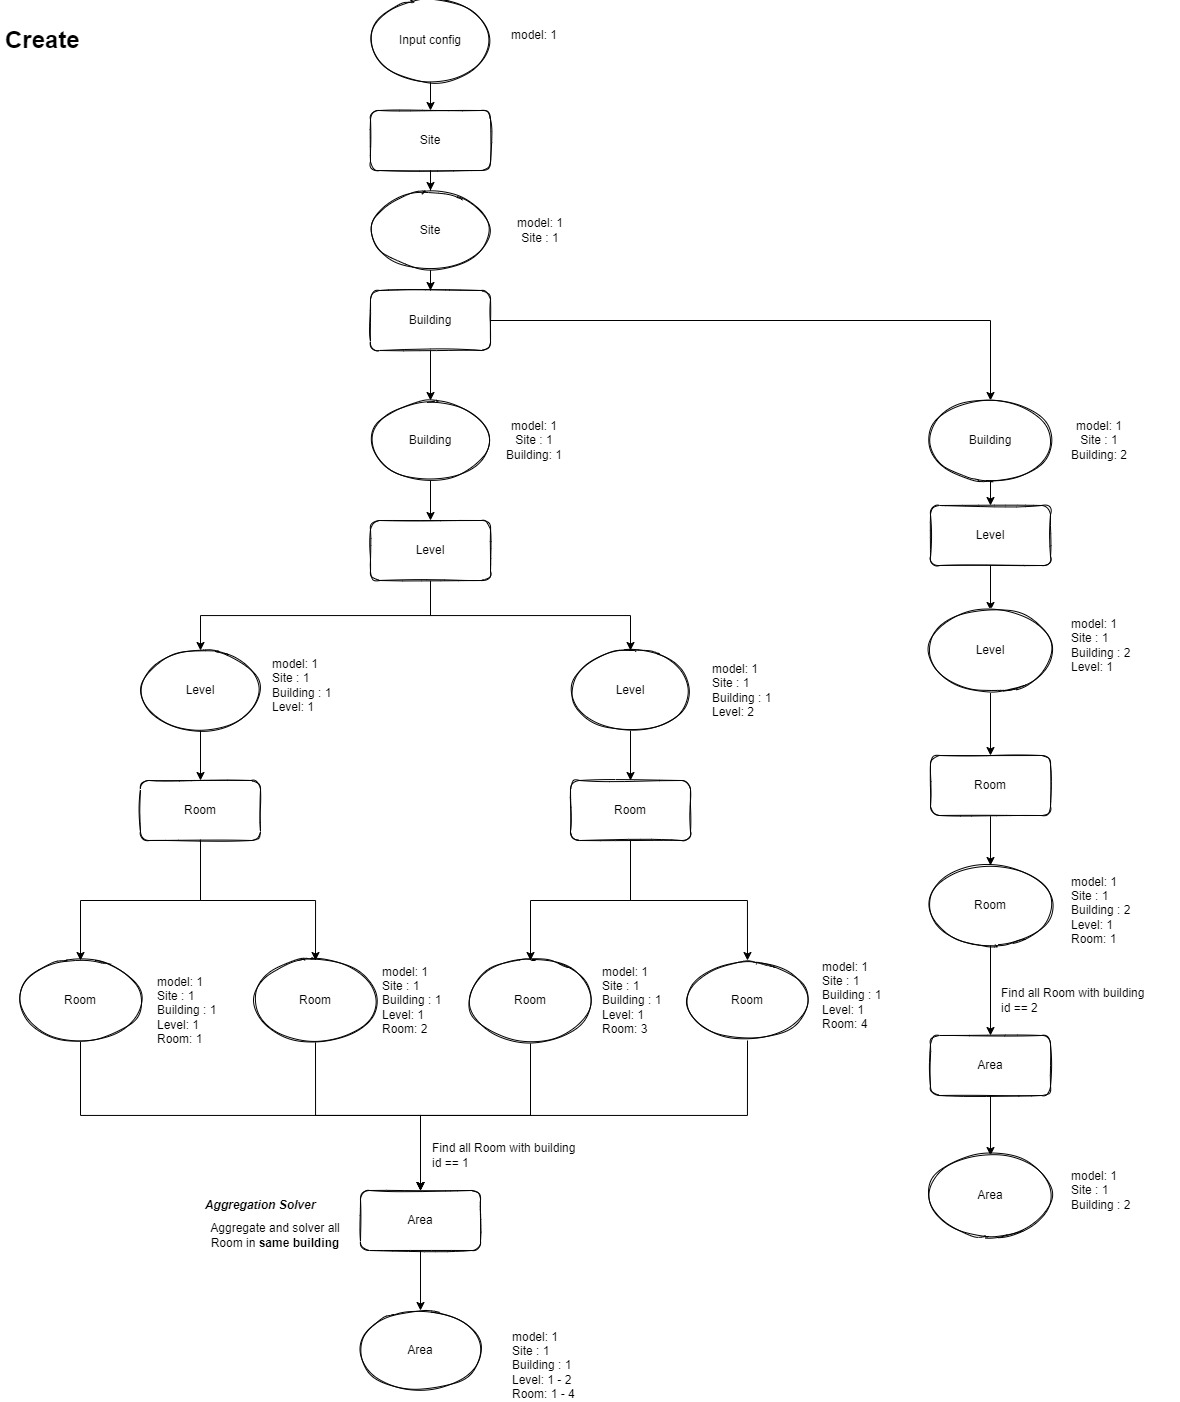 Create
Input config
model: 1
Site
Site
model: 1
Site : 1
Building
Building
model: 1
Site : 1
Building: 1
Building
model: 1
Site : 1
Building: 2
Level
Level
Level
model: 1
Site : 1
Building : 1
Level: 1
Level
model: 1
Site : 1
Building : 1
Level: 2
Level
model: 1
Site : 1
Building : 2
Level: 1
Room
Room
Room
Room
model: 1
Site : 1
Building : 1
Level: 1
Room: 1
Room
model: 1
Site : 1
Building : 1
Level: 1
Room: 2
Room
model: 1
Site : 1
Building : 1
Level: 1
Room: 3
Room
model: 1
Site : 1
Building : 1
Level: 1
Room: 4
Room
model: 1
Site : 1
Building : 2
Level: 1
Room: 1
Find all Room with building
id == 2
Area
Area
model: 1
Site : 1
Building : 2
Find all Room with building
id == 1
Aggregation Solver
Aggregate and solver all
Room in same building
Area
Area
model: 1
Site : 1
Building : 1
Level: 1 - 2
Room: 1 - 4